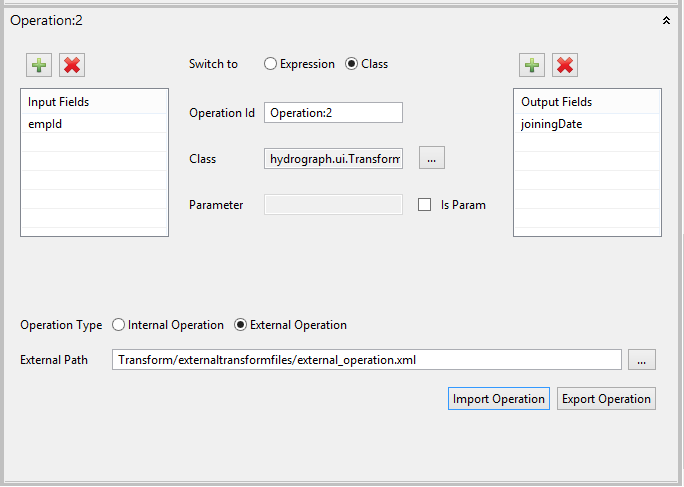 Operation:2
Switch to Expression Class
Input Fields
empId
Operation Id Operation:2
Class hydrograph.ui.Transform ...
Parameter Is Param
Output Fields
joiningDate
Operation Type Internal Operation External Operation
External Path Transform/externaltransformfiles/external_operation.xml ...
Import Operation Export Operation